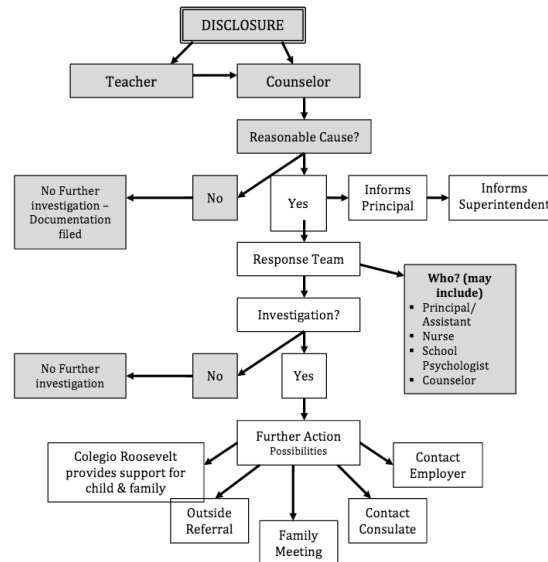 DISCLOSURE
Teacher
Counselor
Reasonable Cause?
No Further
investigation –
Documentation
filed
No
Yes
Informs
Principal
Informs
Superintendent
Response Team
Who? (may
include)
▪ Principal/
Assistant
▪ Nurse
▪ School
Psychologist
▪ Counselor
Investigation?
No Further
investigation
No
Yes
Further Action
Possibilities
Colegio Roosevelt
provides support for
child & family
Contact
Employer
Outside
Referral
Family
Meeting
Contact
Consulate